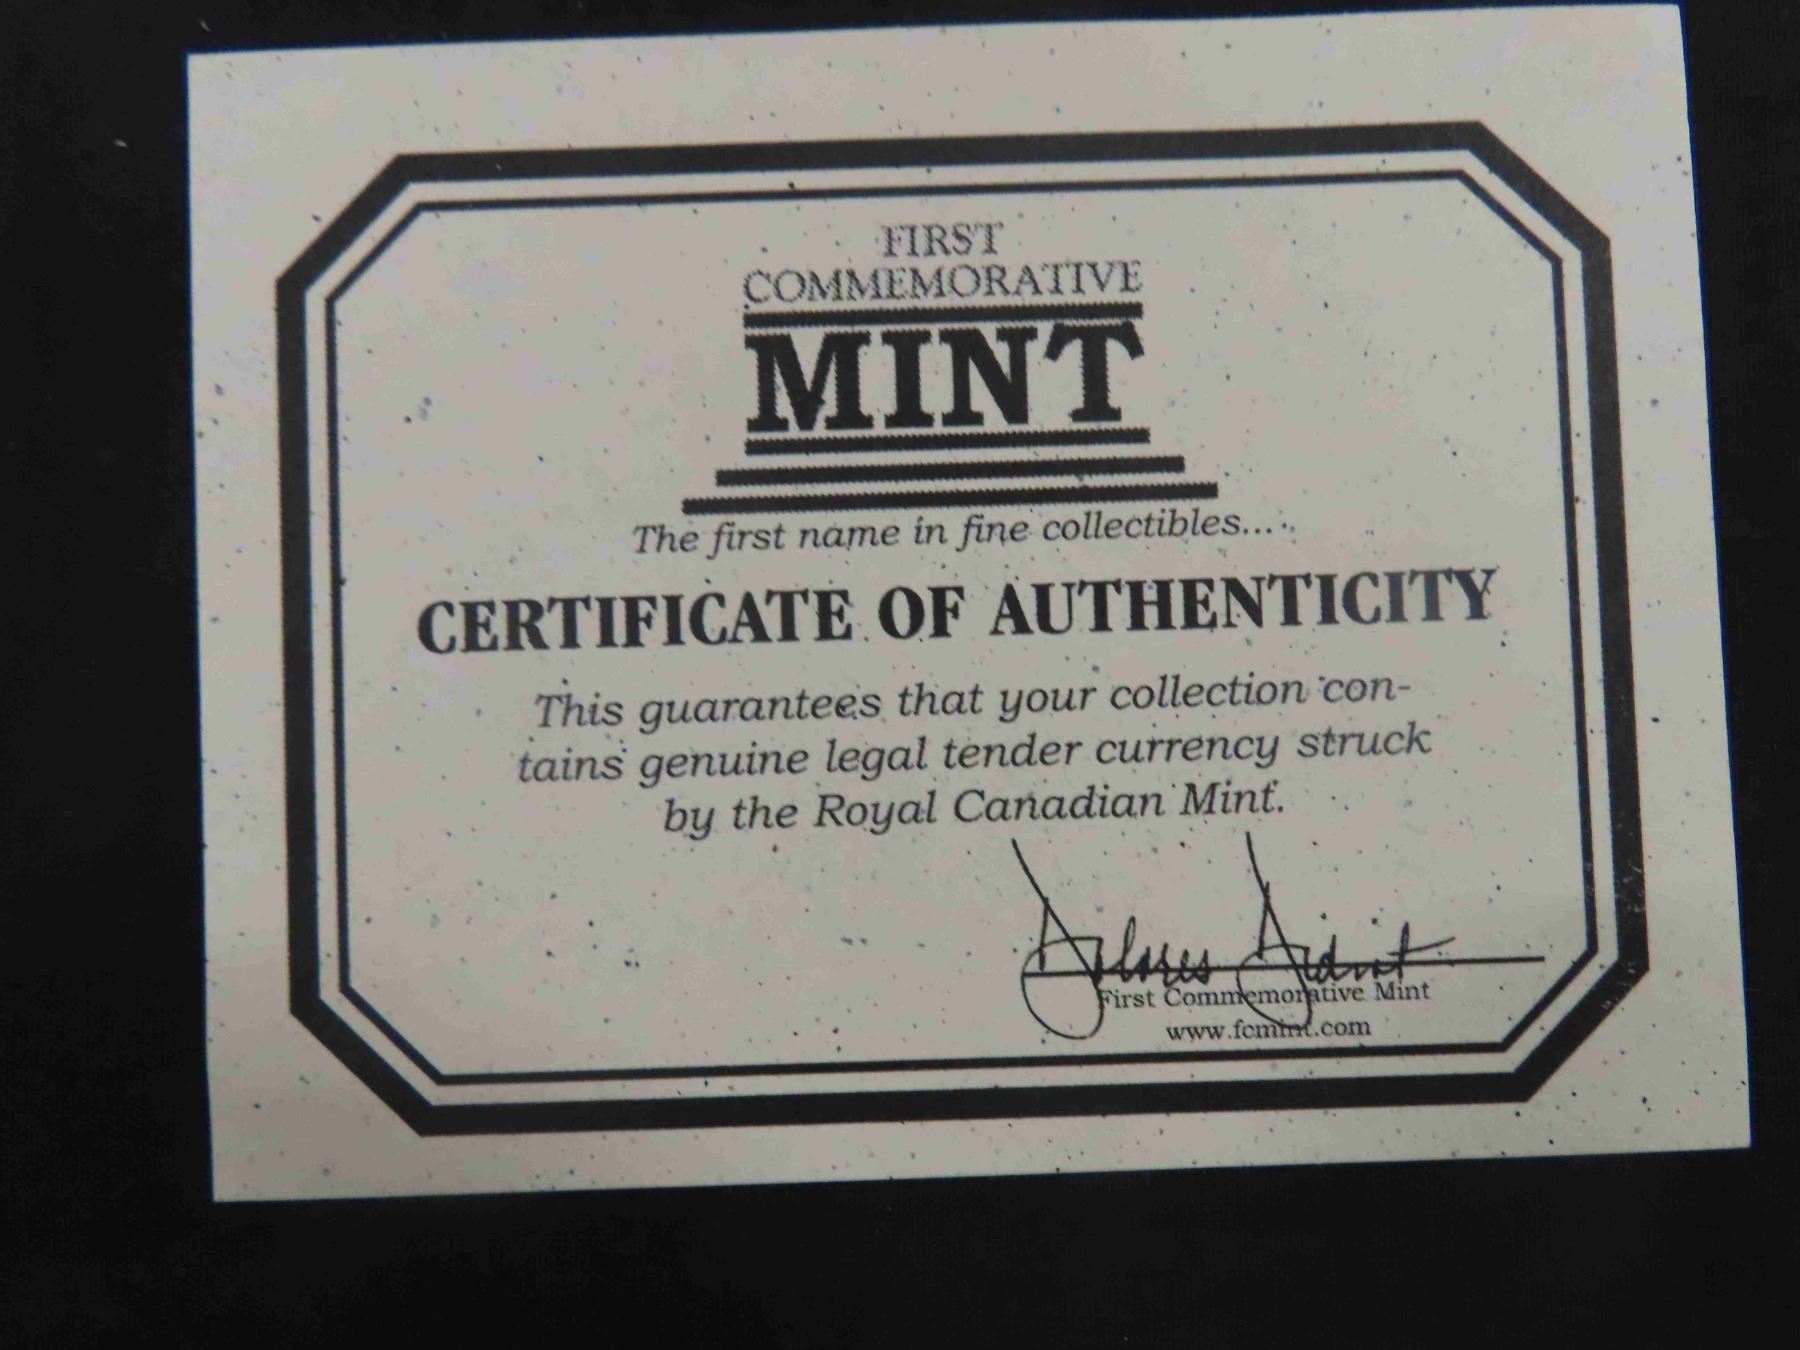 FIRST
COMMEMORATIVE
MINT
The first name in fine collectibles...
CERTIFICATE OF AUTHENTICITY
This guarantees that your collection con-
tains genuine legal tender currency struck
by the Royal Canadian Mint.
Dolores
First Commemorative Mint
www.fcmint.com